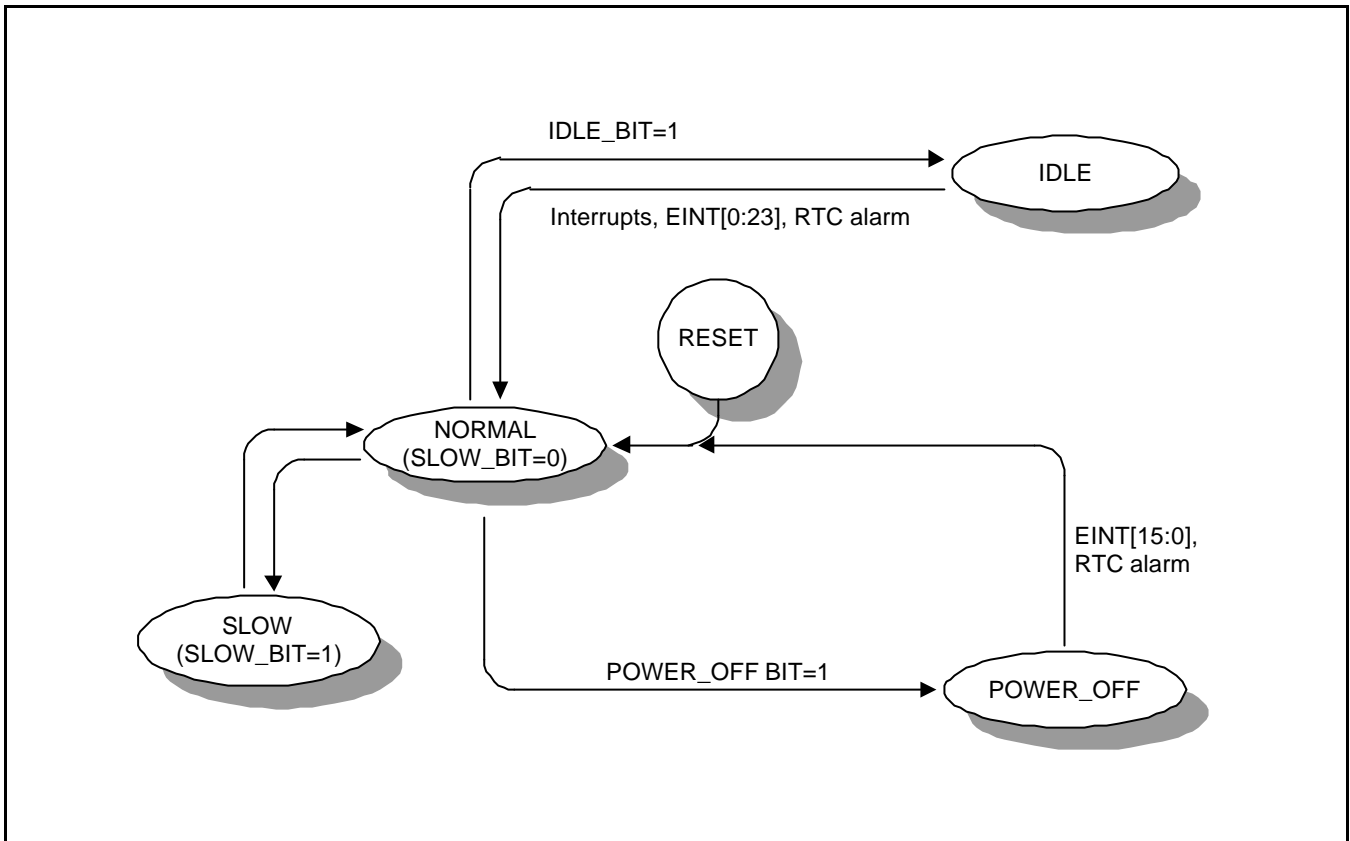 IDLE_BIT=1
IDLE
Interrupts, EINT[0:23], RTC alarm
RESET
NORMAL
(SLOW_BIT=0)
EINT[15:0],
RTC alarm
SLOW
(SLOW_BIT=1)
POWER_OFF BIT=1
POWER_OFF